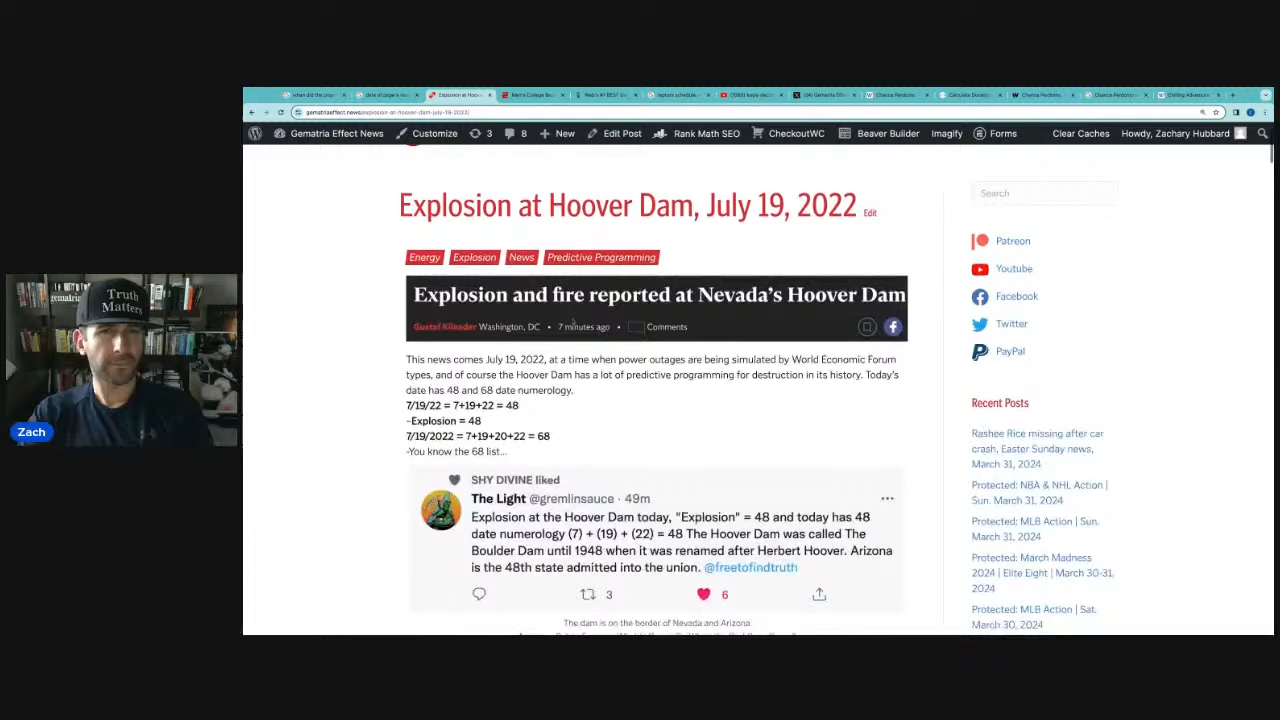 gematriaeffect.news/explosion-at-hoover-dam-july-19-2023/
Gematria Effect News
Customize
3
8
New
Edit Post
Rank Math SEO
CheckoutWC
Beaver Builder
Imagify
Forms
Clear Caches
Howdy, Zachary Hubbard
Explosion at Hoover Dam, July 19, 2022 Edit
Energy
Explosion
News
Predictive Programming
Explosion and fire reported at Nevada's Hoover Dam
Gustaf Kilander Washington, DC • 7 minutes ago • Comments
This news comes July 19, 2022, at a time when power outages are being simulated by World Economic Forum
types, and of course the Hoover Dam has a lot of predictive programming for destruction in its history. Today's
date has 48 and 68 date numerology.
7/19/22 = 7+19+22 = 48
-Explosion = 48
7/19/2022 = 7+19+20+22 = 68
-You know the 68 list...
SHY DIVINE liked
The Light @gremlinsauce · 49m
Explosion at the Hoover Dam today, "Explosion" = 48 and today has 48
date numerology (7) + (19) + (22) = 48 The Hoover Dam was called The
Boulder Dam until 1948 when it was renamed after Herbert Hoover. Arizona
is the 48th state admitted into the union. @freetofindtruth
3
6
The dam is on the border of Nevada and Arizona
Search
Patreon
Youtube
Facebook
Twitter
PayPal
Recent Posts
Rashee Rice missing after car
crash, Easter Sunday news,
March 31, 2024
Protected: NBA & NHL Action |
Sun. March 31, 2024
Protected: MLB Action | Sun.
March 31, 2024
Protected: March Madness
2024 | Elite Eight | March 30-31,
2024
Protected: MLB Action | Sat.
March 30, 2024
Truth
Matters
gematria
Zach